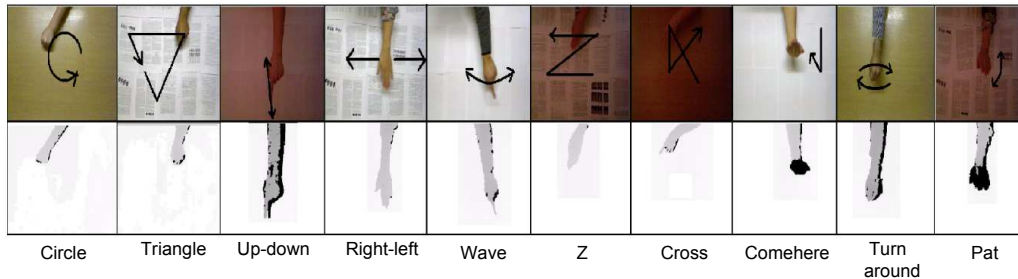 Circle
Triangle
Up-down
Right-left
Wave
Z
Cross
Comehere
Turn
around
Pat